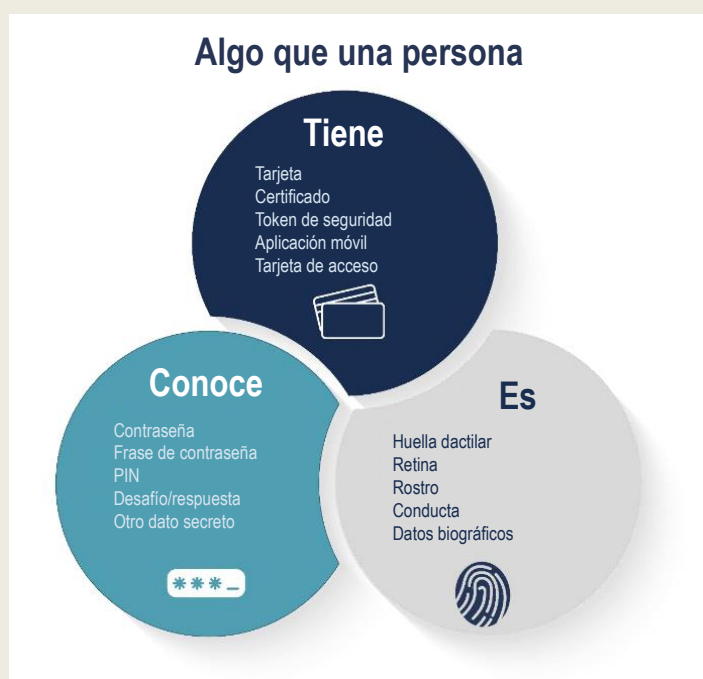 Algo que una persona
Tiene
Tarjeta
Certificado
Token de seguridad
Aplicación móvil
Tarjeta de acceso
Conoce
Contraseña
Frase de contraseña
PIN
Desafío/respuesta
Otro dato secreto
***_
Es
Huella dactilar
Retina
Rostro
Conducta
Datos biográficos